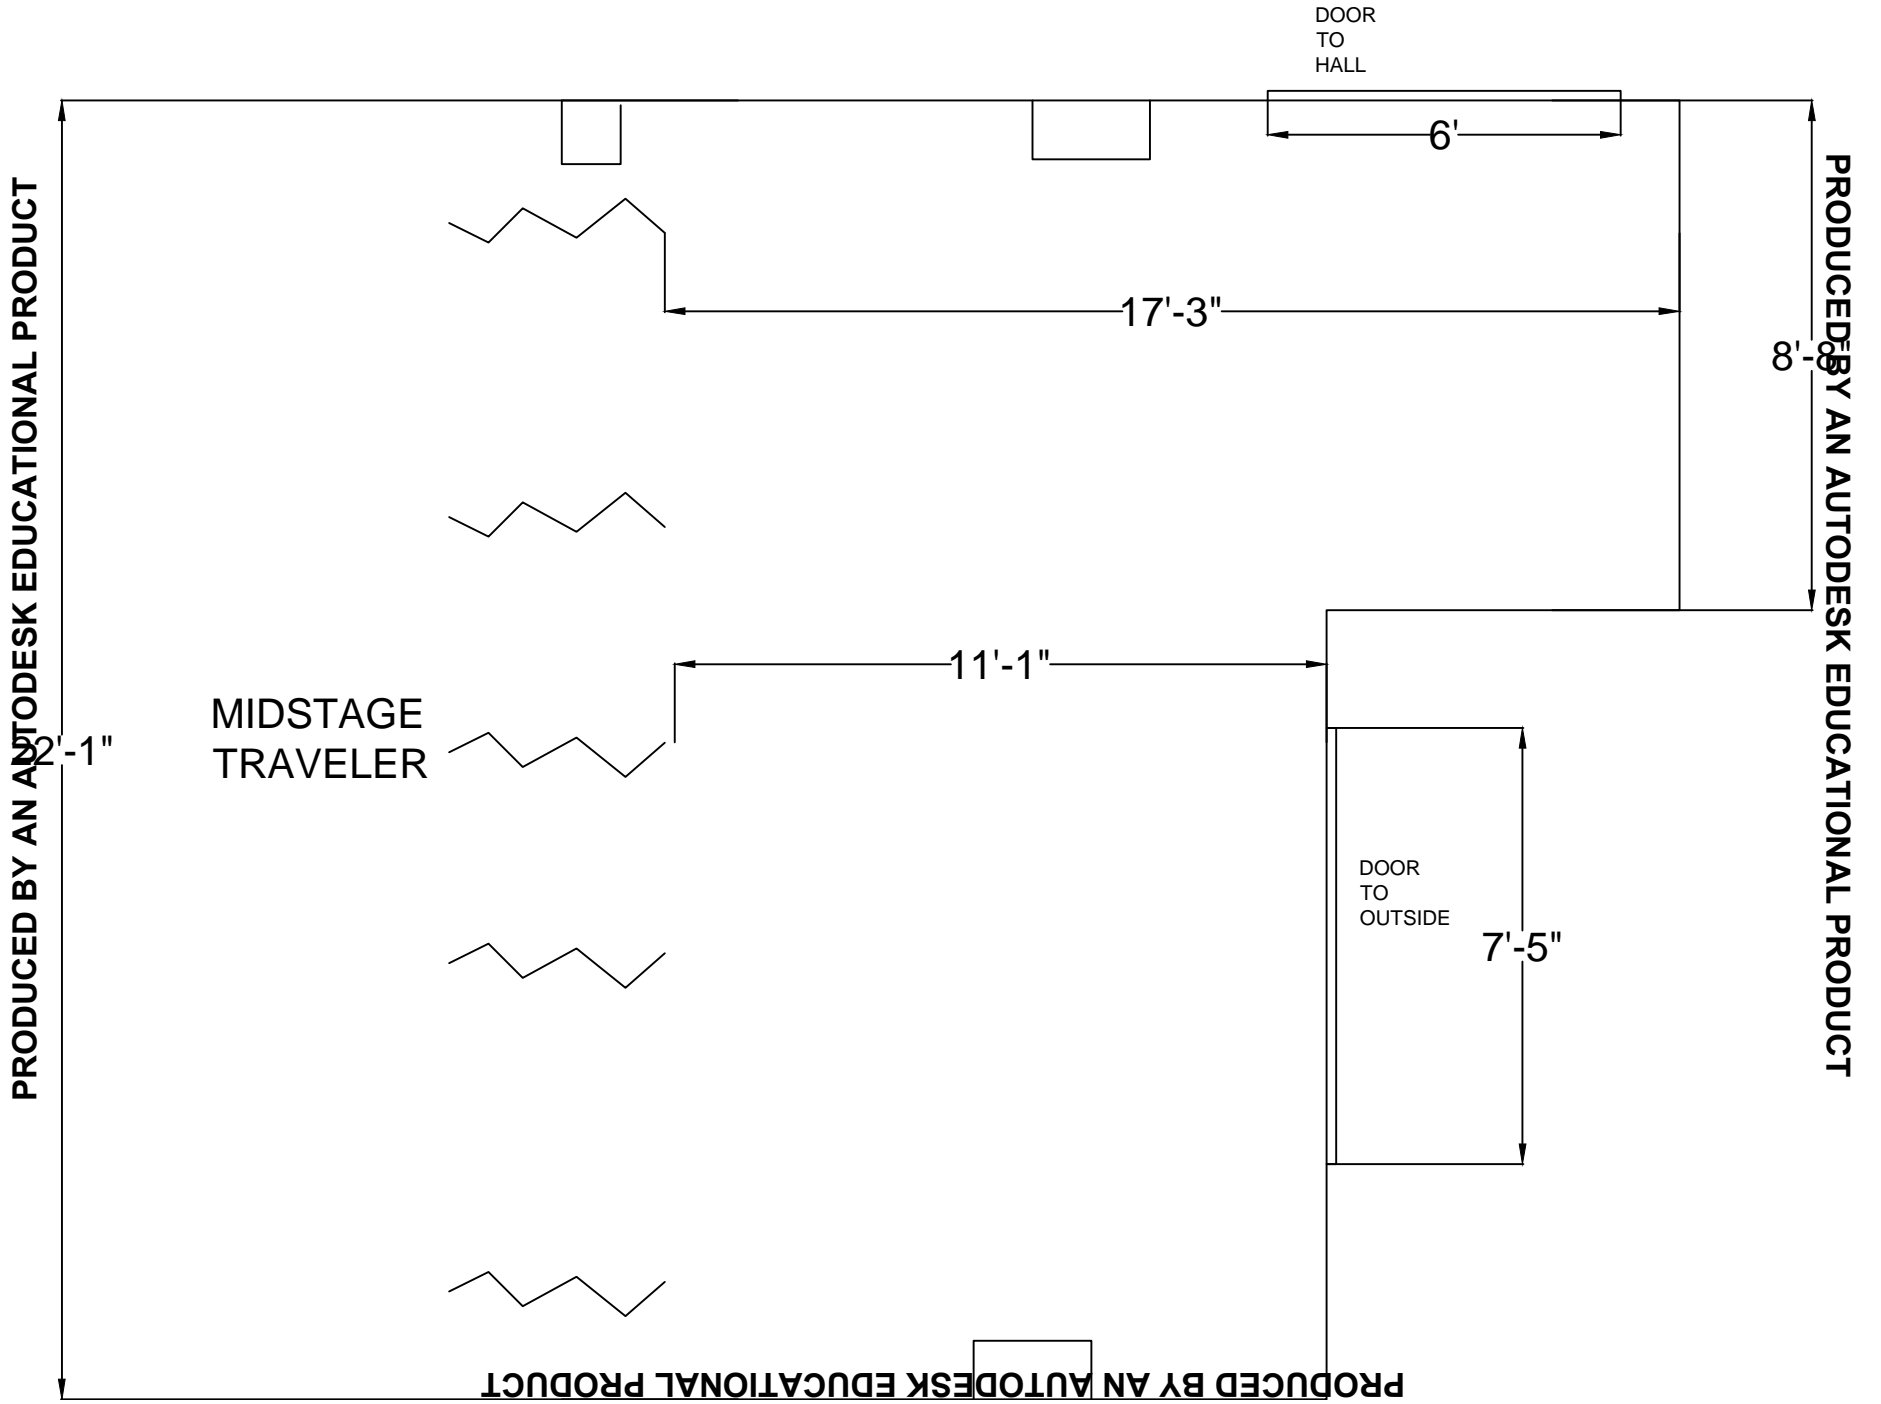 DOOR
TO
HALL
6'
17'-3"
8'-8"
11'-1"
MIDSTAGE
TRAVELER
22'-1"
DOOR
TO
OUTSIDE
7'-5"
PRODUCED BY AN AUTODESK EDUCATIONAL PRODUCT
PRODUCED BY AN AUTODESK EDUCATIONAL PRODUCT
PRODUCED BY AN AUTODESK EDUCATIONAL PRODUCT